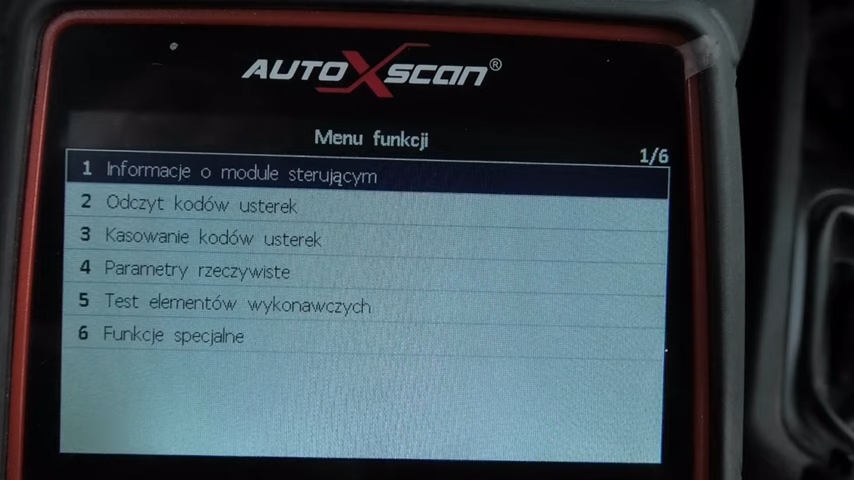 AUTOXSCAN®
Menu funkcji
1/6
1 Informacje o module sterującym
2 Odczyt kodów usterek
3 Kasowanie kodów usterek
4 Parametry rzeczywiste
5 Test elementów wykonawczych
6 Funkcje specjalne